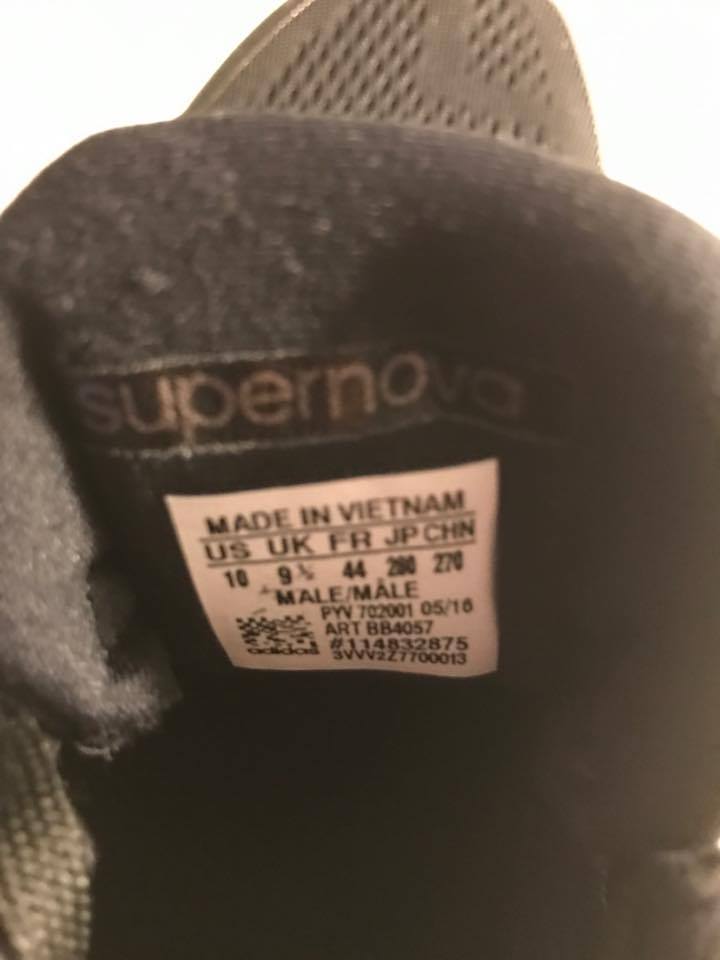 supernova
MADE IN VIETNAM
US UK FR JP CHN
10 9½ 44 280 270
MALE/MÂLE
PYV 702001 05/16
ART BB4057
#114832875
adidas 3VVV2Z7700013